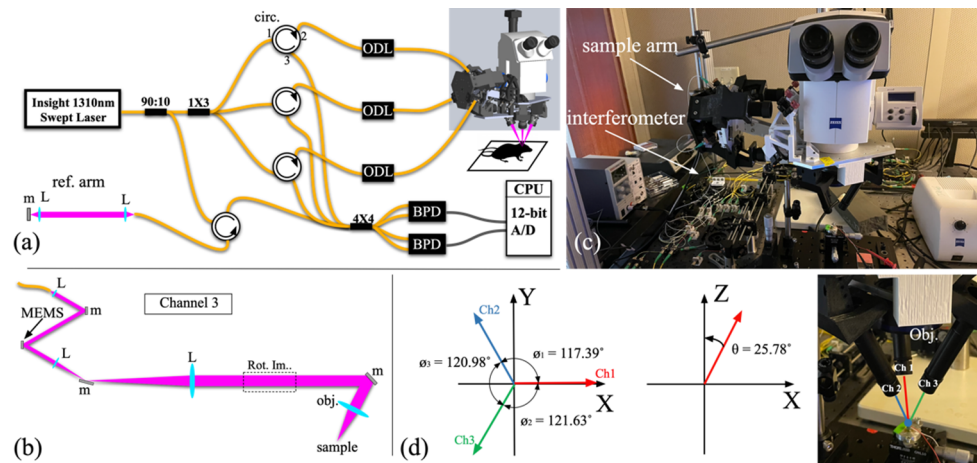 circ.
1
2
3
ODL
ODL
ODL
Insight 1310nm
Swept Laser
90:10
1X3
ref. arm
m
L
L
4X4
BPD
BPD
CPU
12-bit
A/D
(a)
sample arm
interferometer
ZEISS
(c)
L
MEMS
m
Channel 3
L
L
Rot. Im..
m
m
obj.
sample
(b)
Y
Ch2
ø₃ = 120.98°
ø₁ = 117.39°
Ch1
X
ø₂ = 121.63°
Ch3
(d)
Z
θ = 25.78°
X
Obj.
Ch 1
Ch 2
Ch 3